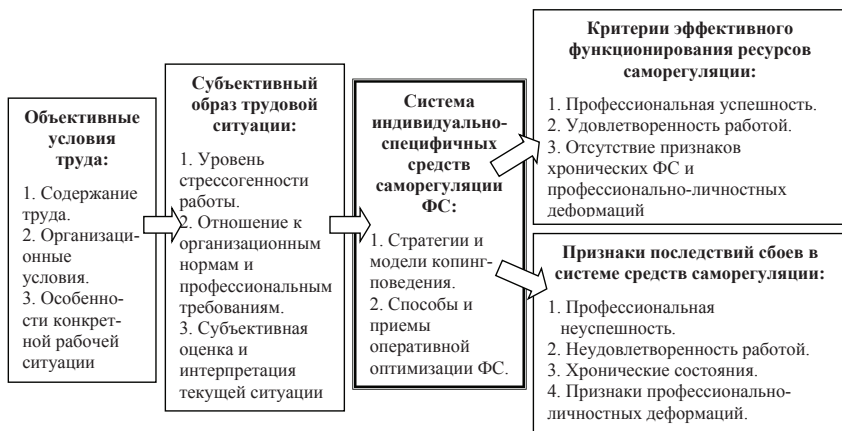 Объективные
условия
труда:
1. Содержание
труда.
2. Организаци-
онные
условия.
3. Особенно-
сти конкрет-
ной рабочей
ситуации
Субъективный
образ трудовой
ситуации:
1. Уровень
стрессогенности
работы.
2. Отношение к
организационным
нормам и
профессиональным
требованиям.
3. Субъективная
оценка и
интерпретация
текущей ситуации
Система
индивидуально-
специфичных
средств
саморегуляции
ФС:
1. Стратегии и
модели копинг-
поведения.
2. Способы и
приемы
оперативной
оптимизации ФС.
Критерии эффективного
функционирования ресурсов
саморегуляции:
1. Профессиональная успешность.
2. Удовлетворенность работой.
3. Отсутствие признаков
хронических ФС и
профессионально-личностных
деформаций
Признаки последствий сбоев в
системе средств саморегуляции:
1. Профессиональная
неуспешность.
2. Неудовлетворенность работой.
3. Хронические состояния.
4. Признаки профессионально-
личностных деформаций.